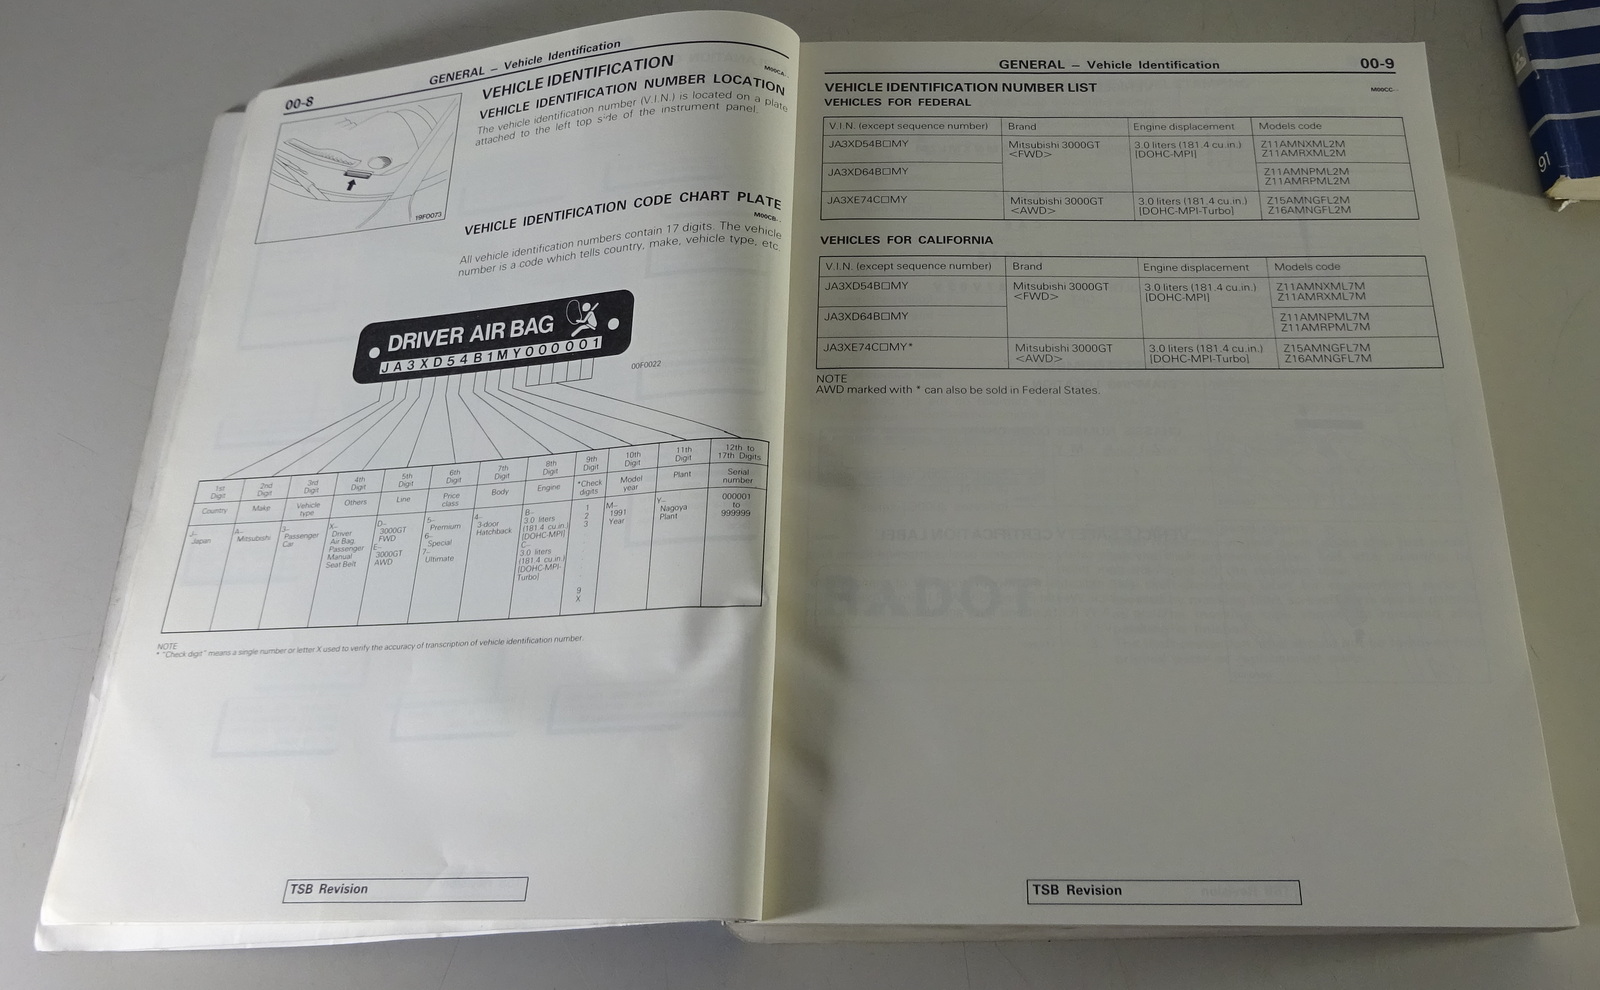 GENERAL – Vehicle Identification
00-8
VEHICLE IDENTIFICATION
M00CA--
VEHICLE IDENTIFICATION NUMBER LOCATION
The vehicle identification number (V.I.N.) is located on a plate
attached to the left top side of the instrument panel.
19F0073
VEHICLE IDENTIFICATION CODE CHART PLATE
M00CB--
All vehicle identification numbers contain 17 digits. The vehicle
number is a code which tells country, make, vehicle type, etc.
DRIVER AIR BAG
JA3XD54B1MY000001
00F0022
1st Digit
2nd Digit
3rd Digit
4th Digit
5th Digit
6th Digit
7th Digit
8th Digit
9th Digit
10th Digit
11th Digit
12th to 17th Digits
Country
Make
Vehicle type
Others
Line
Price class
Body
Engine
*Check digits
Model year
Plant
Serial number
J– Japan
A– Mitsubishi
3– Passenger Car
X– Driver Air Bag, Passenger Manual Seat Belt
D– 3000GT FWD
E– 3000GT AWD
5– Premium
6– Special
7– Ultimate
4– 3-door Hatchback
B– 3.0 liters (181.4 cu.in.) [DOHC-MPI]
C– 3.0 liters (181.4 cu.in.) [DOHC-MPI-Turbo]
1
2
3
9
X
M– 1991 Year
Y– Nagoya Plant
000001 to 999999
NOTE
* "Check digit" means a single number or letter X used to verify the accuracy of transcription of vehicle identification number.
TSB Revision
GENERAL – Vehicle Identification
00-9
VEHICLE IDENTIFICATION NUMBER LIST
M00CC--
VEHICLES FOR FEDERAL
V.I.N. (except sequence number) Brand Engine displacement Models code
JA3XD54B□MY Mitsubishi 3000GT 3.0 liters (181.4 cu.in.) Z11AMNXML2M
<FWD> [DOHC-MPI] Z11AMRXML2M
JA3XD64B□MY Z11AMNPML2M
Z11AMRPML2M
JA3XE74C□MY Mitsubishi 3000GT 3.0 liters (181.4 cu.in.) Z15AMNGFL2M
<AWD> [DOHC-MPI-Turbo] Z16AMNGFL2M
VEHICLES FOR CALIFORNIA
V.I.N. (except sequence number) Brand Engine displacement Models code
JA3XD54B□MY Mitsubishi 3000GT 3.0 liters (181.4 cu.in.) Z11AMNXML7M
<FWD> [DOHC-MPI] Z11AMRXML7M
JA3XD64B□MY Z11AMNPML7M
Z11AMRPML7M
JA3XE74C□MY* Mitsubishi 3000GT 3.0 liters (181.4 cu.in.) Z15AMNGFL7M
<AWD> [DOHC-MPI-Turbo] Z16AMNGFL7M
NOTE
AWD marked with * can also be sold in Federal States.
TSB Revision
91